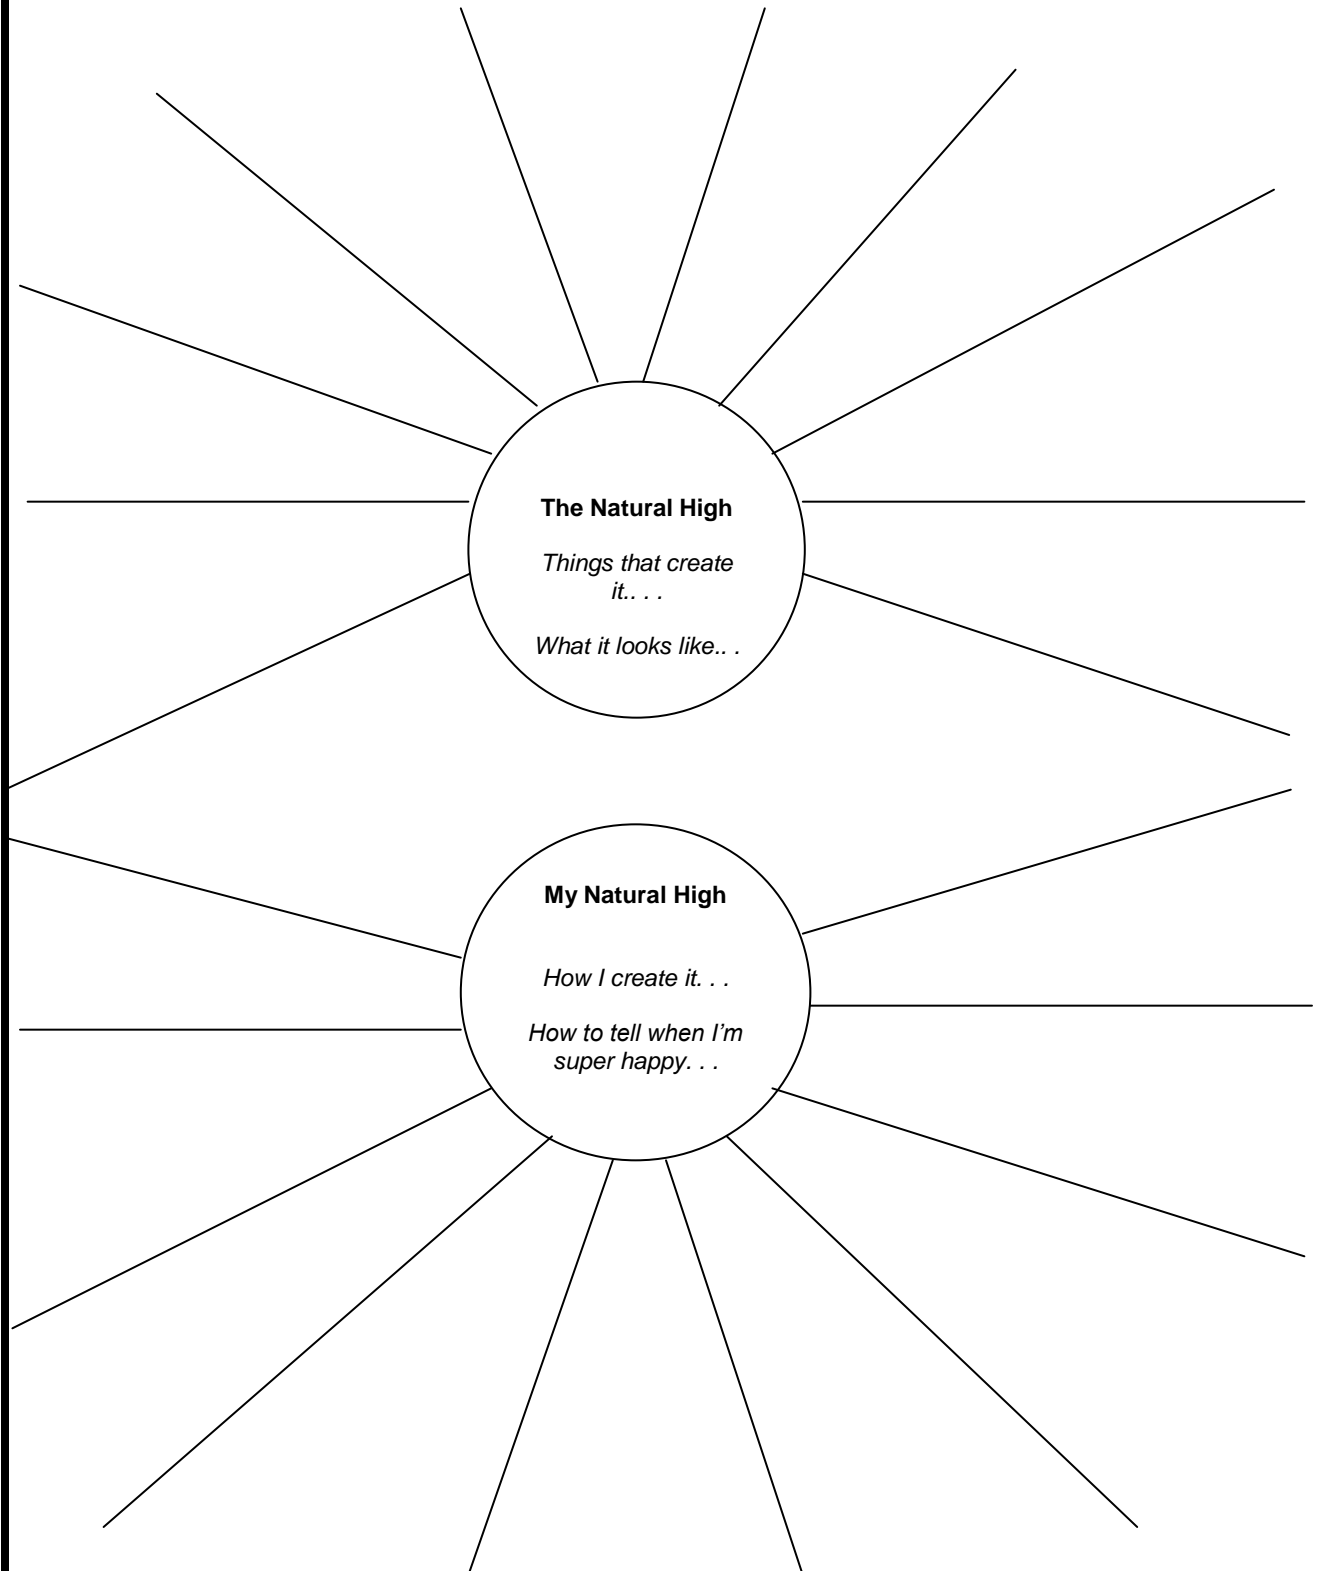 The Natural High
Things that create
it.. . .
What it looks like.. .
My Natural High
How I create it. . .
How to tell when I’m
super happy. . .